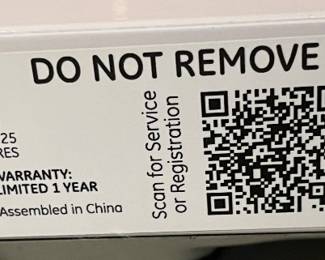 DO NOT REMOVE
25
RES
WARRANTY:
LIMITED 1 YEAR
Assembled in China
Scan for Service
or Registration